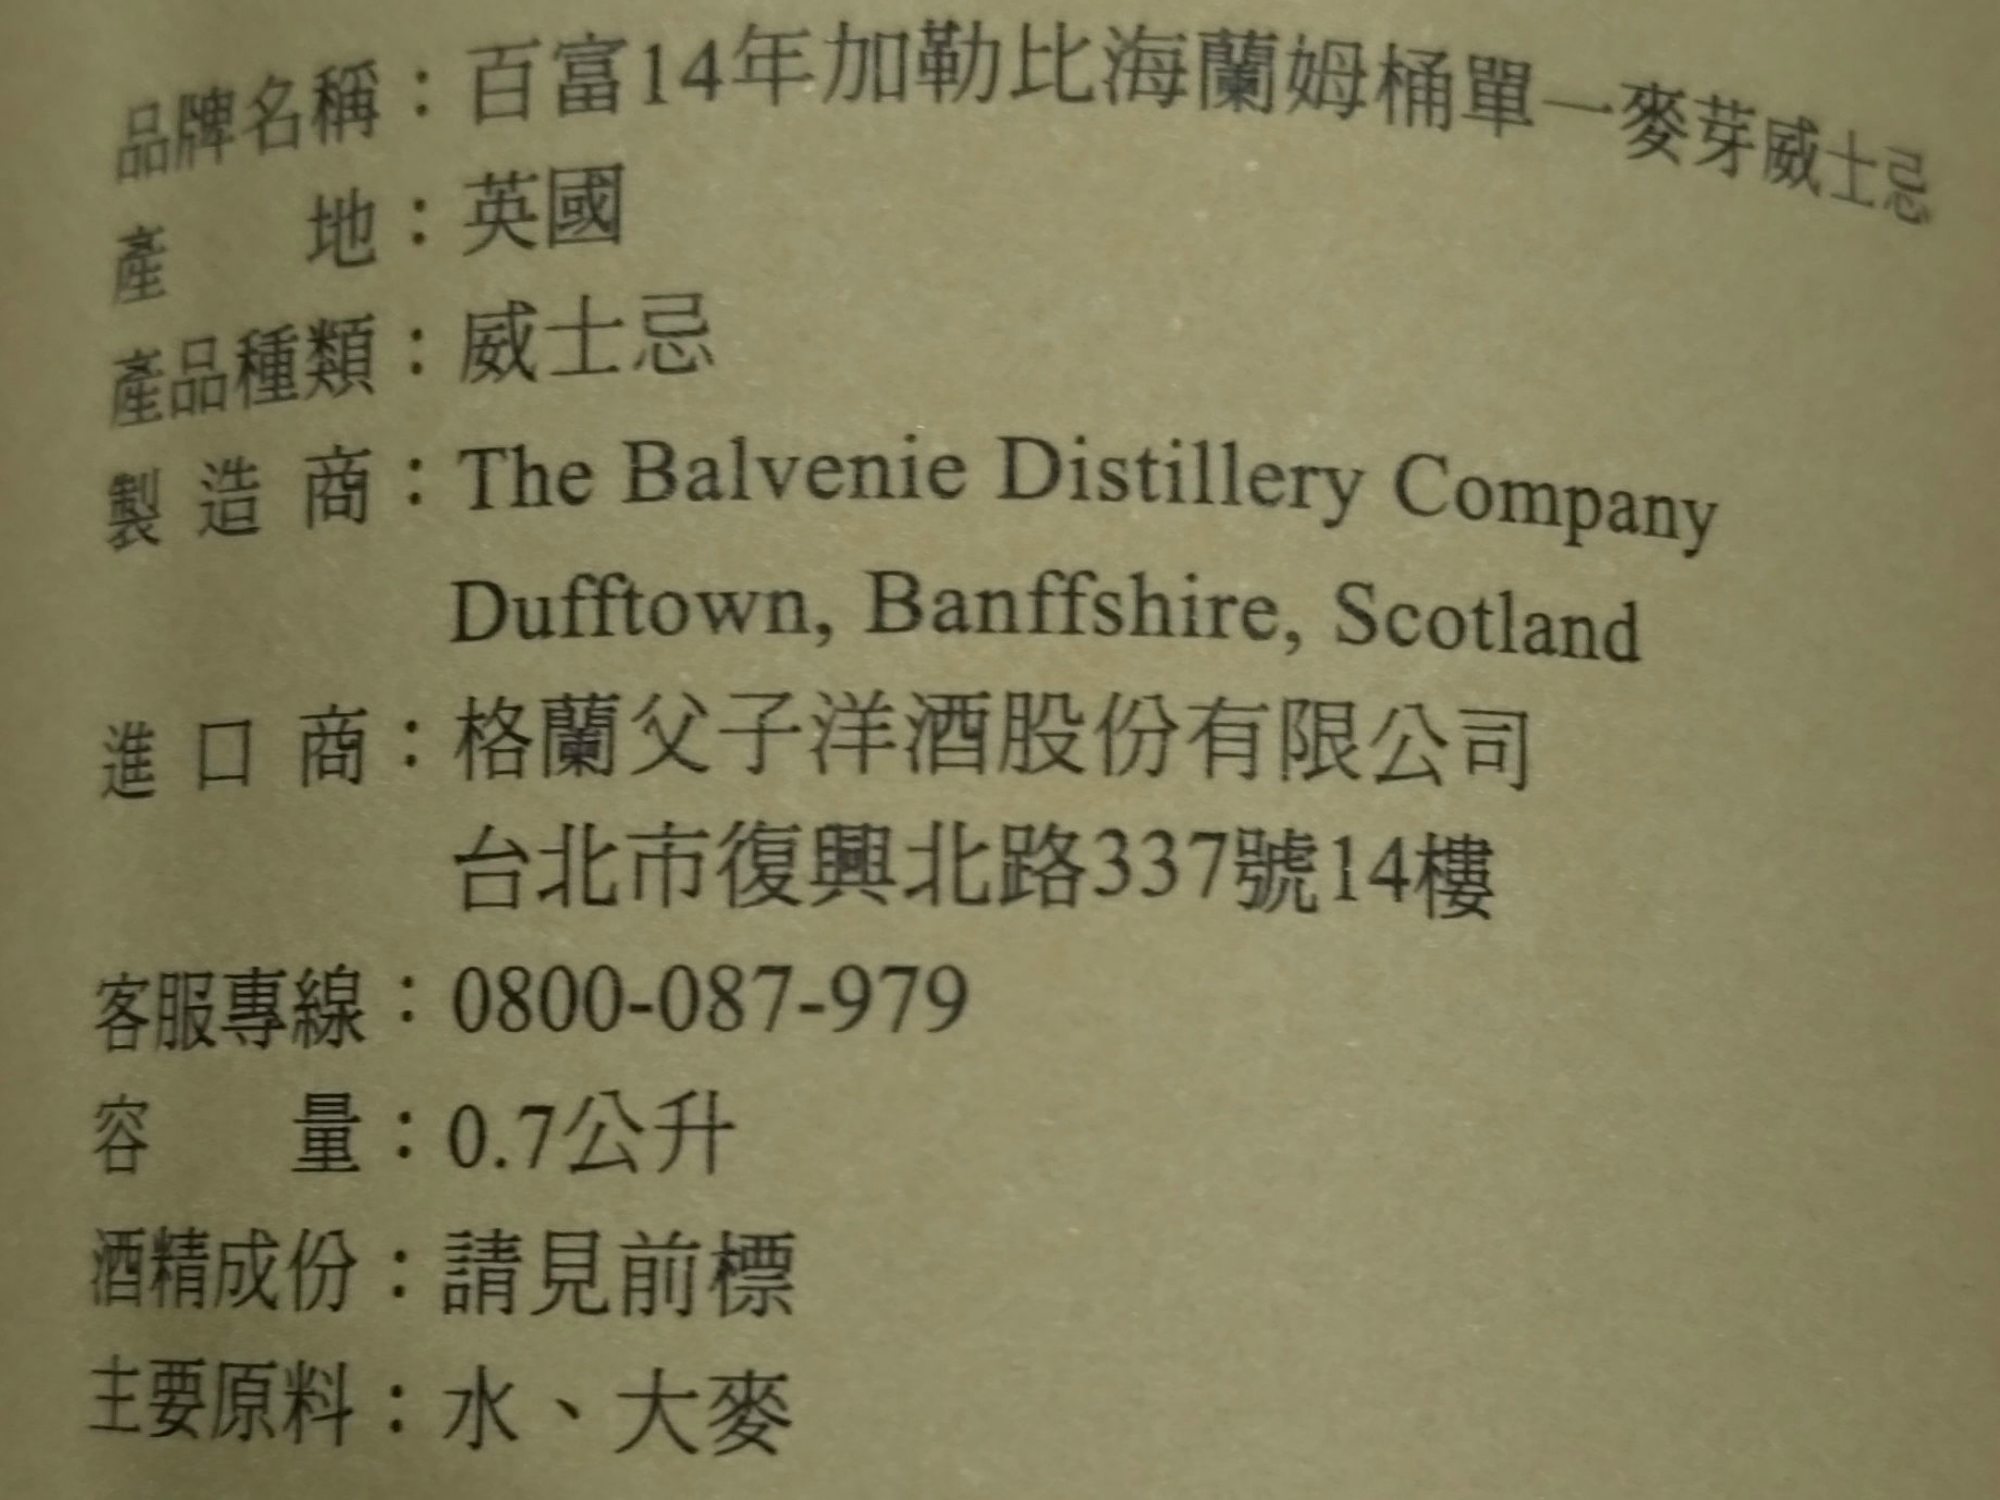 品牌名稱：百富14年加勒比海蘭姆桶單一麥芽威士忌
產　　地：英國
產品種類：威士忌
製 造 商：The Balvenie Distillery Company
Dufftown, Banffshire, Scotland
進 口 商：格蘭父子洋酒股份有限公司
台北市復興北路337號14樓
客服專線：0800-087-979
容　　量：0.7公升
酒精成份：請見前標
主要原料：水、大麥